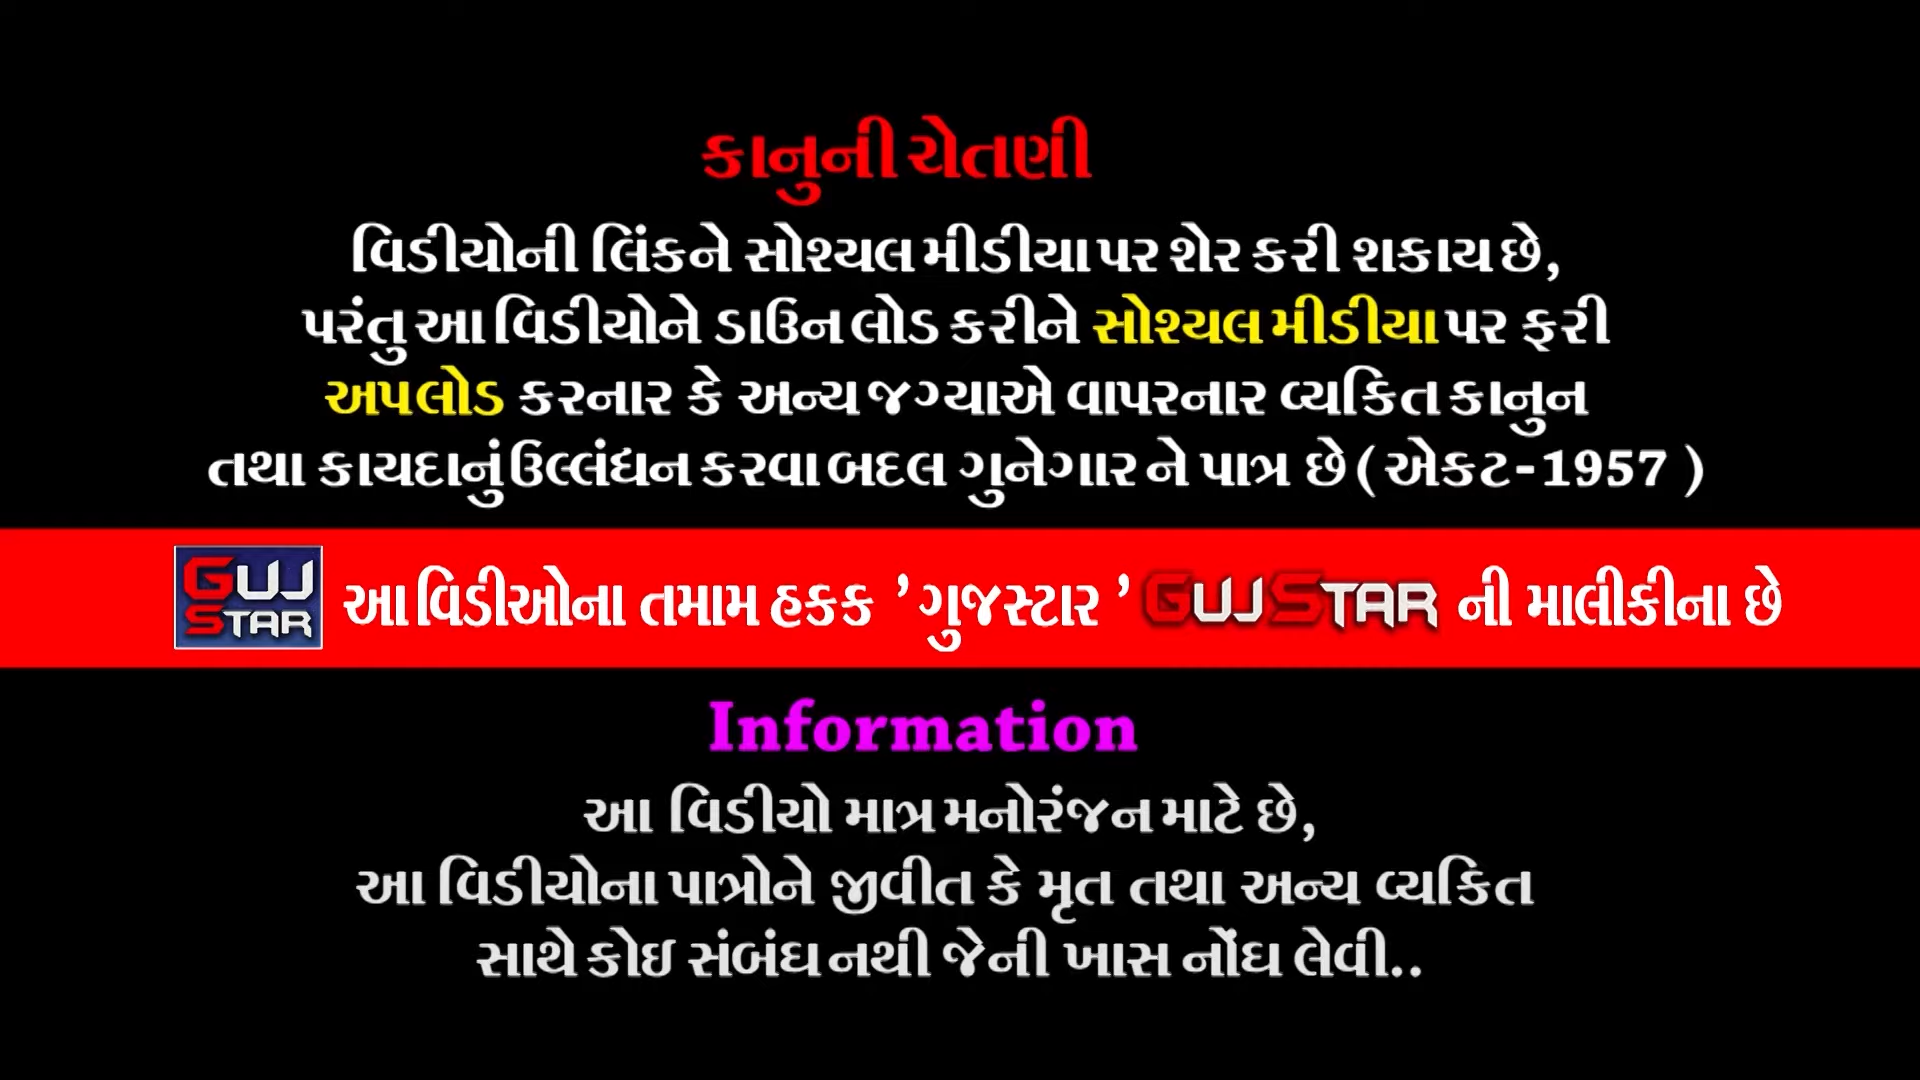 કાનુની ચેતણી
વિડીયોની લિંકને સોશ્યલ મીડીયા પર શેર કરી શકાય છે,
પરંતુ આ વિડીયોને ડાઉન લોડ કરીને સોશ્યલ મીડીયા પર ફરી
અપલોડ કરનાર કે અન્ય જગ્યાએ વાપરનાર વ્યકિત કાનુન
તથા કાયદાનું ઉલ્લંઘન કરવા બદલ ગુનેગાર ને પાત્ર છે ( એકટ-1957 )
GUJ STAR
આ વિડીઓના તમામ હકક ’ ગુજસ્ટાર ’ GUJ STAR ની માલીકીના છે
Information
આ વિડીયો માત્ર મનોરંજન માટે છે,
આ વિડીયોના પાત્રોને જીવીત કે મૃત તથા અન્ય વ્યકિત
સાથે કોઇ સંબંઘ નથી જેની ખાસ નોંઘ લેવી..